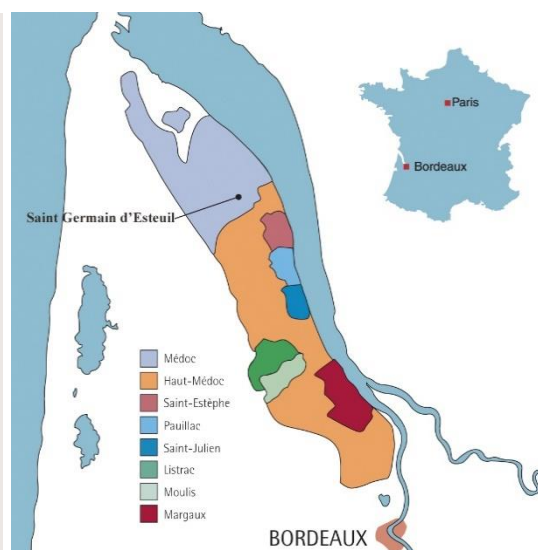 Paris
Bordeaux
Saint Germain d'Esteuil
Médoc
Haut-Médoc
Saint-Estèphe
Pauillac
Saint-Julien
Listrac
Moulis
Margaux
BORDEAUX